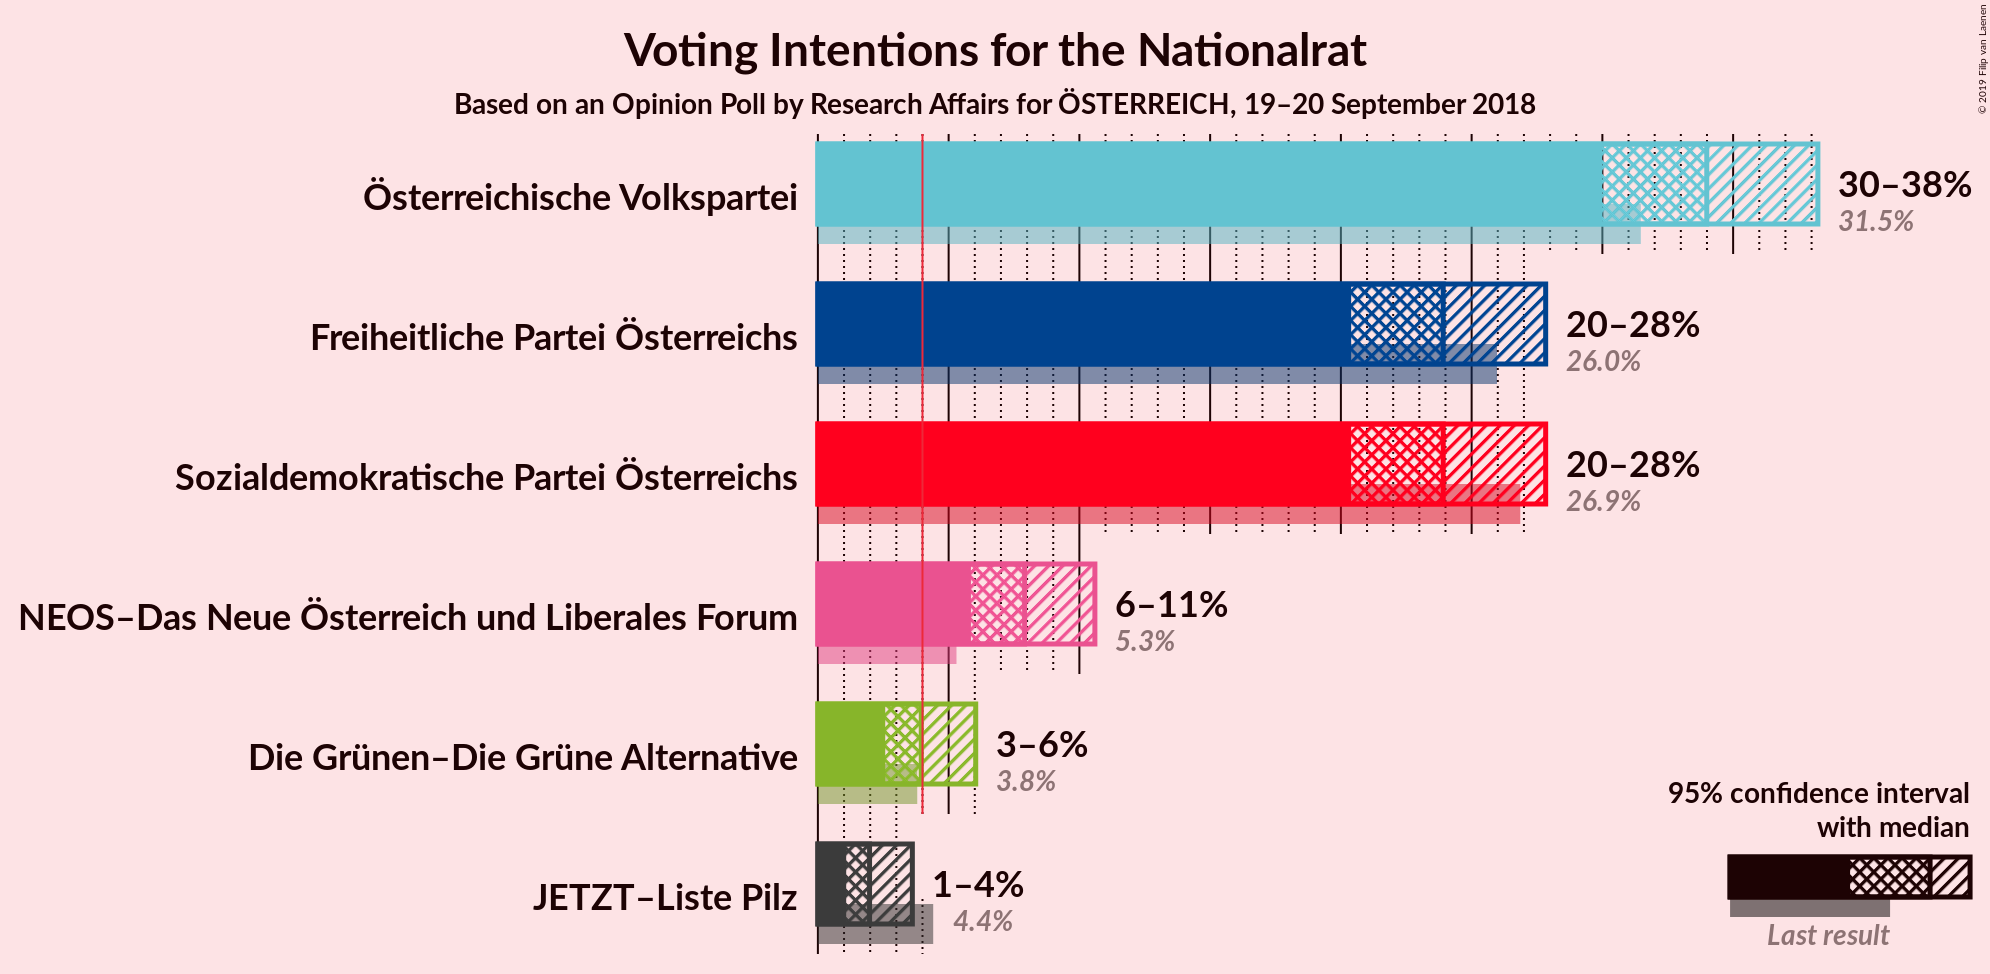 Voting Intentions for the Nationalrat
Based on an Opinion Poll by Research Affairs for ÖSTERREICH, 19–20 September 2018
© 2019 Filip van Laenen
Österreichische Volkspartei
30–38%
31.5%
Freiheitliche Partei Österreichs
20–28%
26.0%
Sozialdemokratische Partei Österreichs
20–28%
26.9%
NEOS–Das Neue Österreich und Liberales Forum
6–11%
5.3%
Die Grünen–Die Grüne Alternative
3–6%
3.8%
JETZT–Liste Pilz
1–4%
4.4%
95% confidence interval
with median
Last result